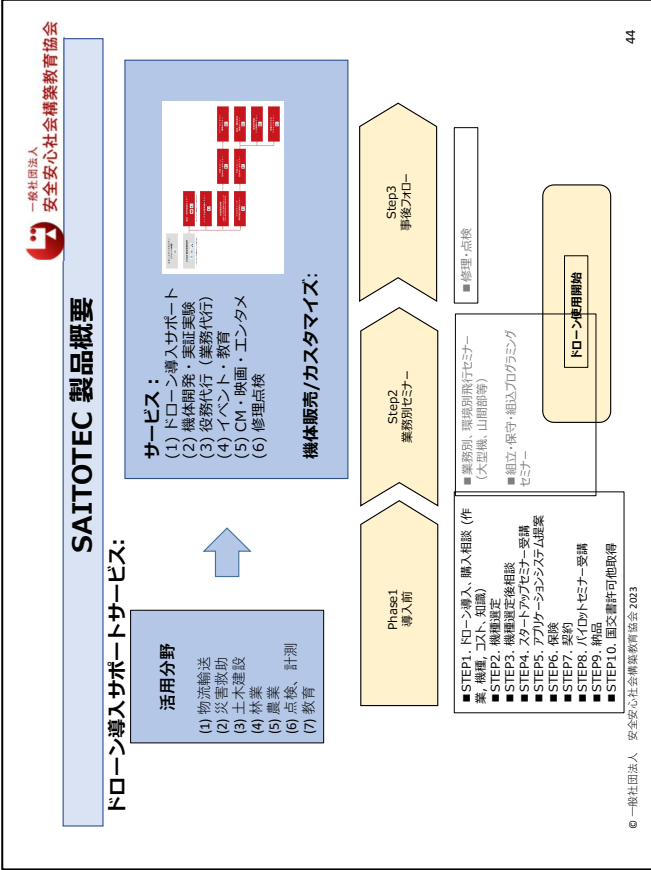 一般社団法人
安全安心社会構築教育協会
SAITOTEC 製品概要
ドローン導入サポートサービス:
活用分野
(1) 物流輸送
(2) 災害救助
(3) 土木建設
(4) 林業
(5) 農業
(6) 点検、計測
(7) 教育
サービス:
(1) ドローン導入サポート
(2) 機体開発・実証実験
(3) 役務代行（業務代行）
(4) イベント・教育
(5) CM・映画・エンタメ
(6) 修理点検
機体販売/カスタマイズ:
Phase1
導入前
Step2
業務別セミナー
Step3
事後フォロー
■STEP1. ドローン導入、購入相談 (作
業, 機種, コスト、知識)
■STEP2. 機種選定
■STEP3. 機種選定後相談
■STEP4. スタートアップセミナー受講
■STEP5. アプリケーションシステム提案
■STEP6. 保険
■STEP7. 契約
■STEP8. パイロットセミナー受講
■STEP9. 納品
■STEP10. 国交書許可他取得
■業務別、環境別飛行セミナー
(大型機、山間部等)
■組立・保守・組込プログラミング
セミナー
■修理・点検
ドローン使用開始
© 一般社団法人 安全安心社会構築教育協会 2023
44